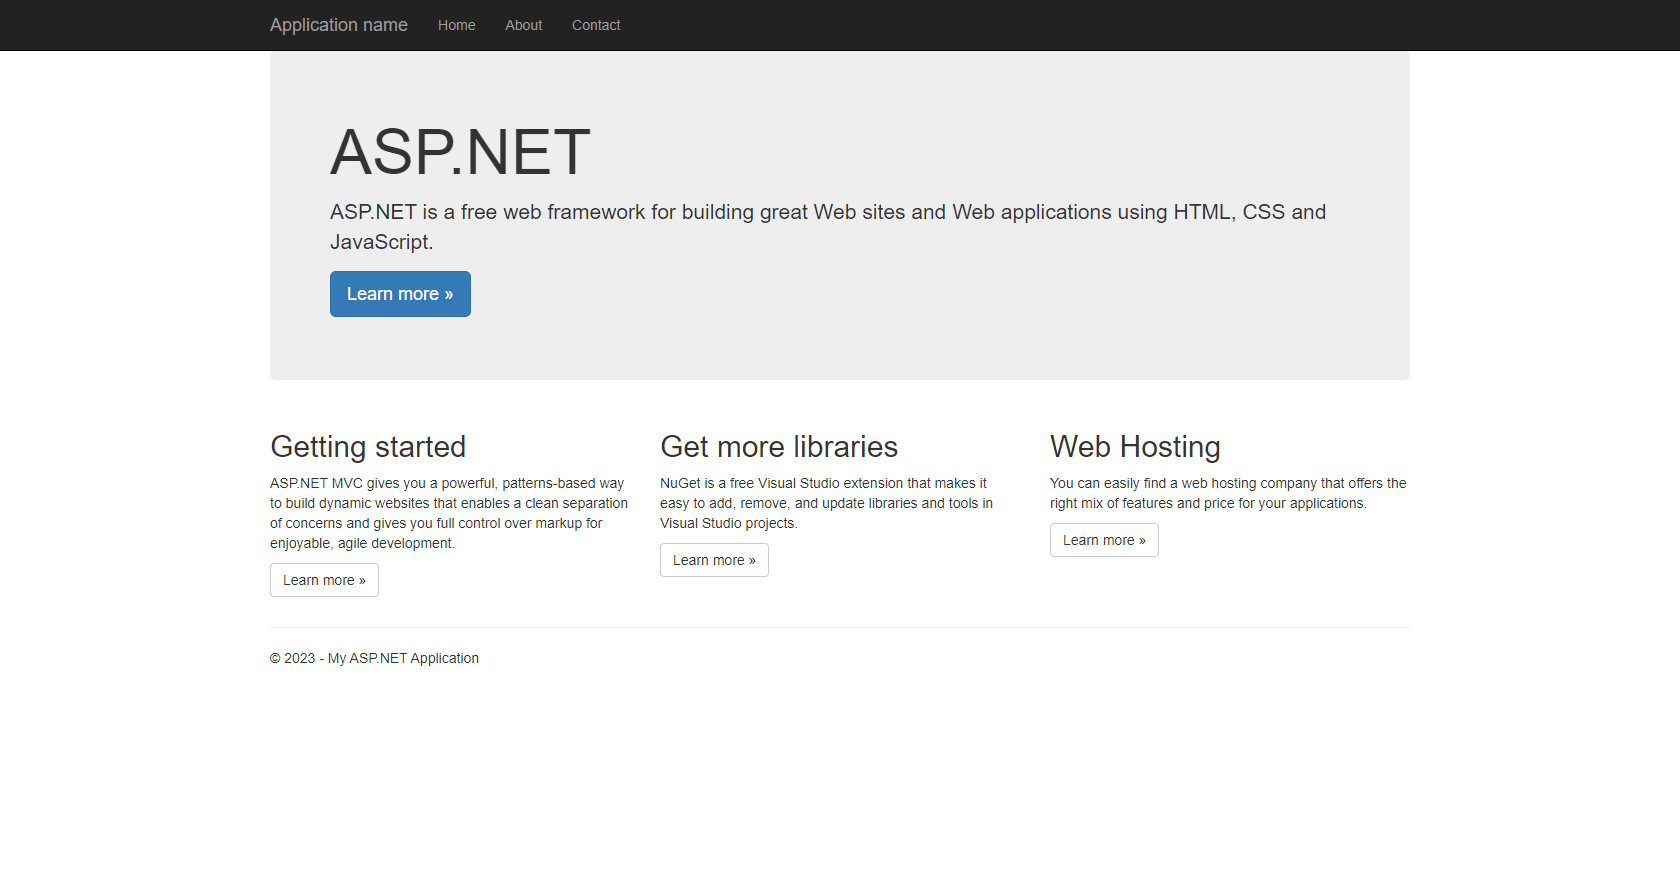 Application name Home About Contact
ASP.NET
ASP.NET is a free web framework for building great Web sites and Web applications using HTML, CSS and
JavaScript.
Learn more »
Getting started
ASP.NET MVC gives you a powerful, patterns-based way
to build dynamic websites that enables a clean separation
of concerns and gives you full control over markup for
enjoyable, agile development.
Learn more »
Get more libraries
NuGet is a free Visual Studio extension that makes it
easy to add, remove, and update libraries and tools in
Visual Studio projects.
Learn more »
Web Hosting
You can easily find a web hosting company that offers the
right mix of features and price for your applications.
Learn more »
© 2023 - My ASP.NET Application